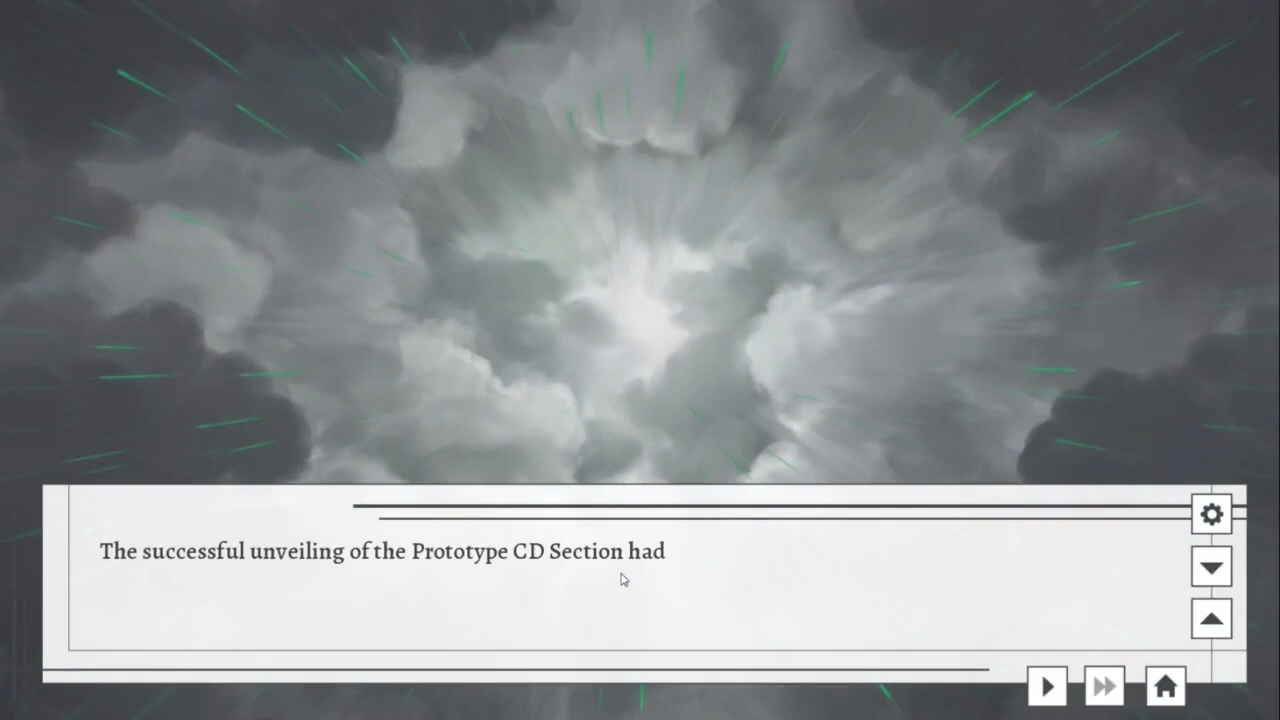 The successful unveiling of the Prototype CD Section had